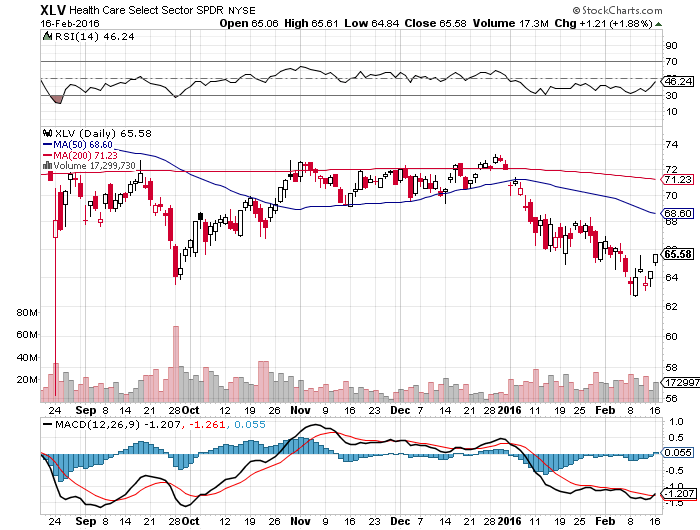 XLV Health Care Select Sector SPDR NYSE © StockCharts.com
16-Feb-2016 Open 65.06 High 65.61 Low 64.84 Close 65.58 Volume 17.3M Chg +1.21 (+1.88%)
RSI(14) 46.24
90
70
50
46.24
30
10
XLV (Daily) 65.58
MA(50) 68.60
MA(200) 71.23
Volume 17,299,730
74
72
71.23
70
68.60
66
65.58
64
62
60
58
56
80M
60M
40M
20M
172997
24 Sep 8 14 21 28 Oct 12 19 26 Nov 9 16 23 Dec 7 14 21 28 2016 11 19 25 Feb 8 16
MACD(12,26,9) -1.207, -1.261, 0.055
1.0
0.5
0.055
-0.5
-1.207
-1.5
24 Sep 8 14 21 28 Oct 12 19 26 Nov 9 16 23 Dec 7 14 21 28 2016 11 19 25 Feb 8 16